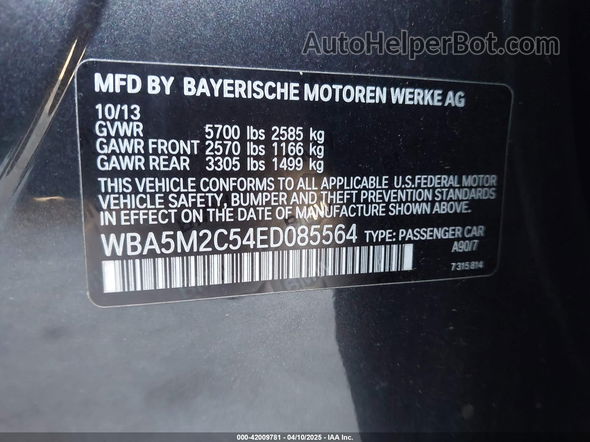 AutoHelperBot.com
MFD BY BAYERISCHE MOTOREN WERKE AG
10/13
GVWR 5700 lbs 2585 kg
GAWR FRONT 2570 lbs 1166 kg
GAWR REAR 3305 lbs 1499 kg
THIS VEHICLE CONFORMS TO ALL APPLICABLE U.S.FEDERAL MOTOR
VEHICLE SAFETY, BUMPER AND THEFT PREVENTION STANDARDS
IN EFFECT ON THE DATE OF MANUFACTURE SHOWN ABOVE.
WBA5M2C54ED085564 TYPE: PASSENGER CAR
A90/7
7 315 814
000-42009781 - 04/10/2025 - IAA Inc.